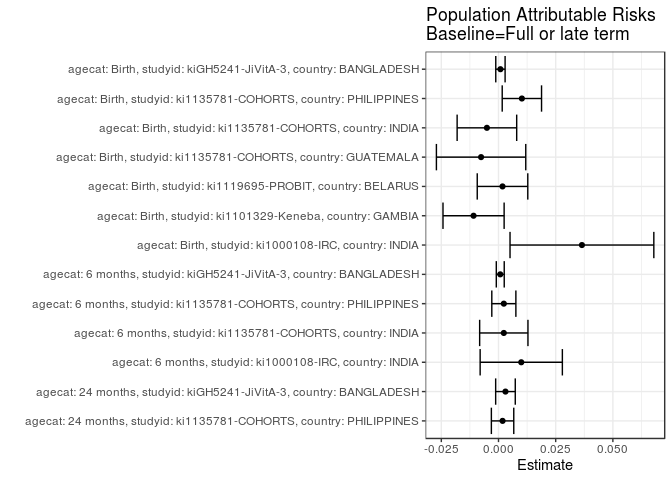 Population Attributable Risks
Baseline=Full or late term
agecat: Birth, studyid: kiGH5241-JiVitA-3, country: BANGLADESH
agecat: Birth, studyid: ki1135781-COHORTS, country: PHILIPPINES
agecat: Birth, studyid: ki1135781-COHORTS, country: INDIA
agecat: Birth, studyid: ki1135781-COHORTS, country: GUATEMALA
agecat: Birth, studyid: ki1119695-PROBIT, country: BELARUS
agecat: Birth, studyid: ki1101329-Keneba, country: GAMBIA
agecat: Birth, studyid: ki1000108-IRC, country: INDIA
agecat: 6 months, studyid: kiGH5241-JiVitA-3, country: BANGLADESH
agecat: 6 months, studyid: ki1135781-COHORTS, country: PHILIPPINES
agecat: 6 months, studyid: ki1135781-COHORTS, country: INDIA
agecat: 6 months, studyid: ki1000108-IRC, country: INDIA
agecat: 24 months, studyid: kiGH5241-JiVitA-3, country: BANGLADESH
agecat: 24 months, studyid: ki1135781-COHORTS, country: PHILIPPINES
-0.025 0.000 0.025 0.050
Estimate